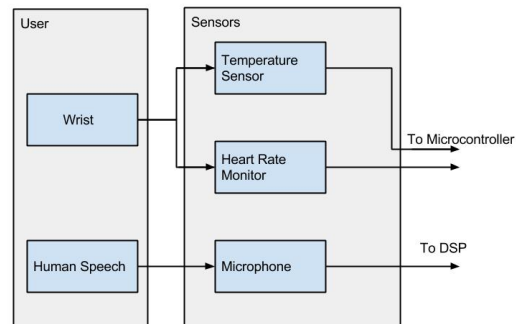 User
Sensors
Temperature
Sensor
Wrist
To Microcontroller
Heart Rate
Monitor
To DSP
Human Speech
Microphone